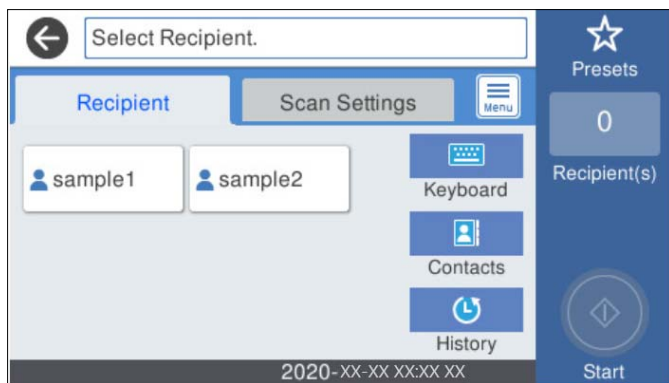 Select Recipient.
Presets
Recipient
Scan Settings
Menu
0
Recipient(s)
sample1
sample2
Keyboard
Contacts
History
2020-XX-XX XX:XX XX
Start